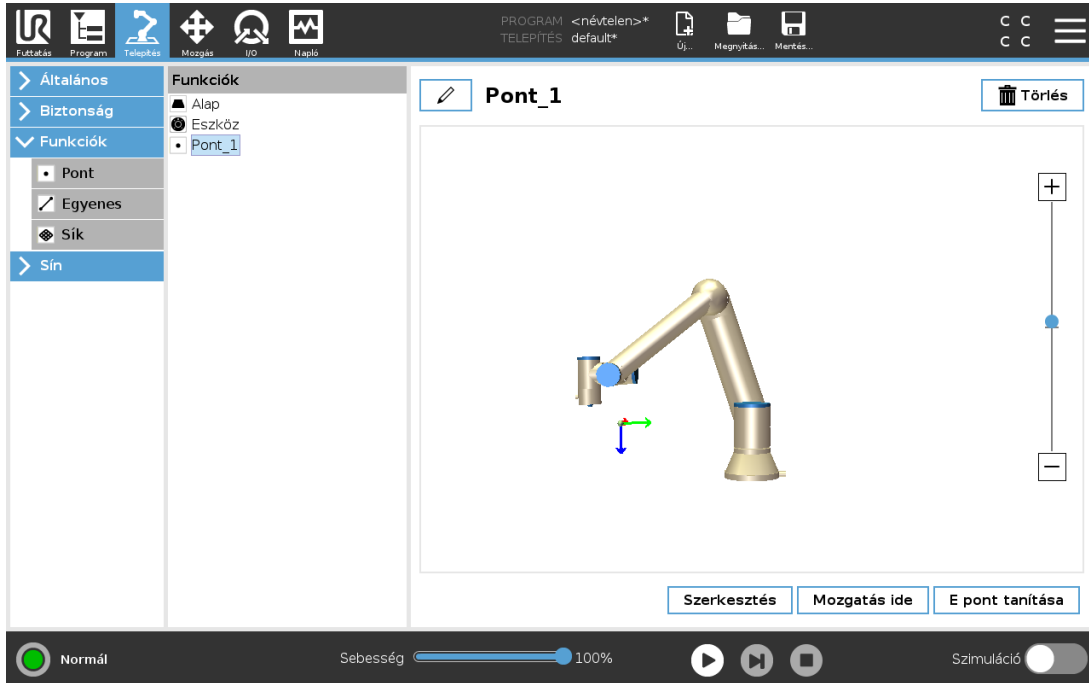 UR
PROGRAM <névtelen>*
TELEPÍTÉS default*
C C
C C
Futtatás Program Telepítés Mozgás I/O Napló Új... Megnyitás... Mentés...
Általános
Biztonság
Funkciók
Pont
Egyenes
Sík
Sín
Funkciók
Alap
Eszköz
Pont_1
Pont_1
Törlés
Szerkesztés Mozgatás ide E pont tanítása
Normál Sebesség 100% Szimuláció